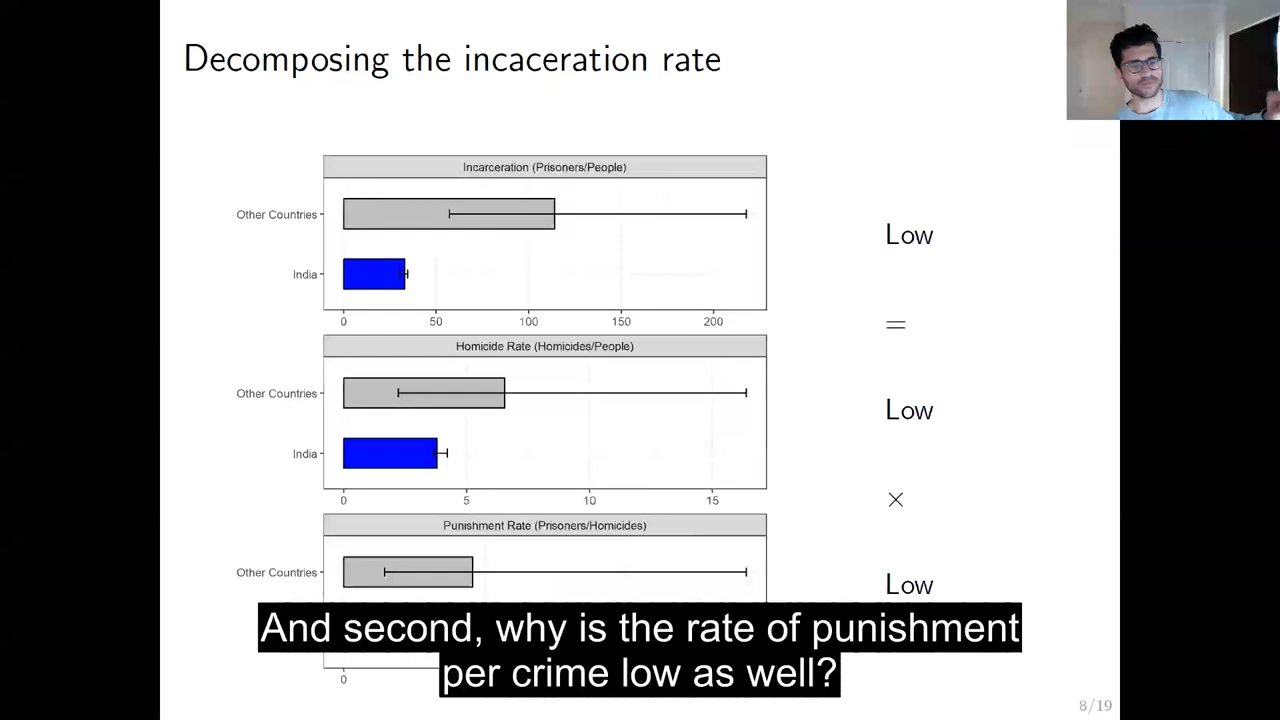 Decomposing the incaceration rate
Incarceration (Prisoners/People)
Other Countries
Low
India
0 50 100 150 200
=
Homicide Rate (Homicides/People)
Other Countries
Low
India
0 5 10 15
×
Punishment Rate (Prisoners/Homicides)
Other Countries
Low
And second, why is the rate of punishment
per crime low as well?
0
8/19